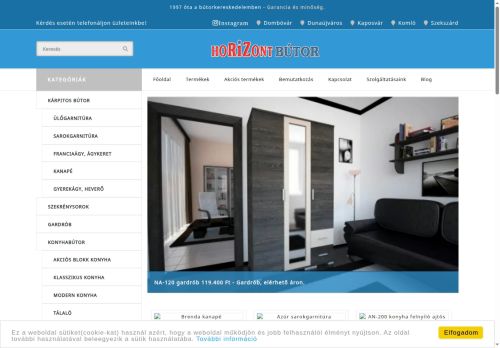 1997 óta a bútorkereskedelemben - Garancia és minőség.
Kérdés esetén telefonáljon üzleteinkbe!
Instagram
Dombóvár
Dunaújváros
Kaposvár
Komló
Szekszárd
Keresés
HORIZONT BÚTOR
KATEGÓRIÁK
Főoldal
Termékek
Akciós termékek
Bemutatkozás
Kapcsolat
Szolgáltatásaink
Blog
KÁRPITOS BÚTOR
ÜLŐGARNITÚRA
SAROKGARNITÚRA
FRANCIAÁGY, ÁGYKERET
KANAPÉ
GYEREKÁGY, HEVERŐ
SZEKRÉNYSOROK
GARDRÓB
KONYHABÚTOR
AKCIÓS BLOKK KONYHA
KLASSZIKUS KONYHA
MODERN KONYHA
TÁLALÓ
NA-120 gardrób 119.400 Ft - Gardrób, elérhető áron.
Brenda kanapé
Azúr sarokgarnitúra
AN-200 konyha felnyíló ajtós
Ez a weboldal sütiket(cookie-kat) használ azért, hogy a weboldal működjön és jobb felhasználói élményt nyújtson. Az oldal
további használatával beleegyezik a sütik használatába. További információ
Elfogadom